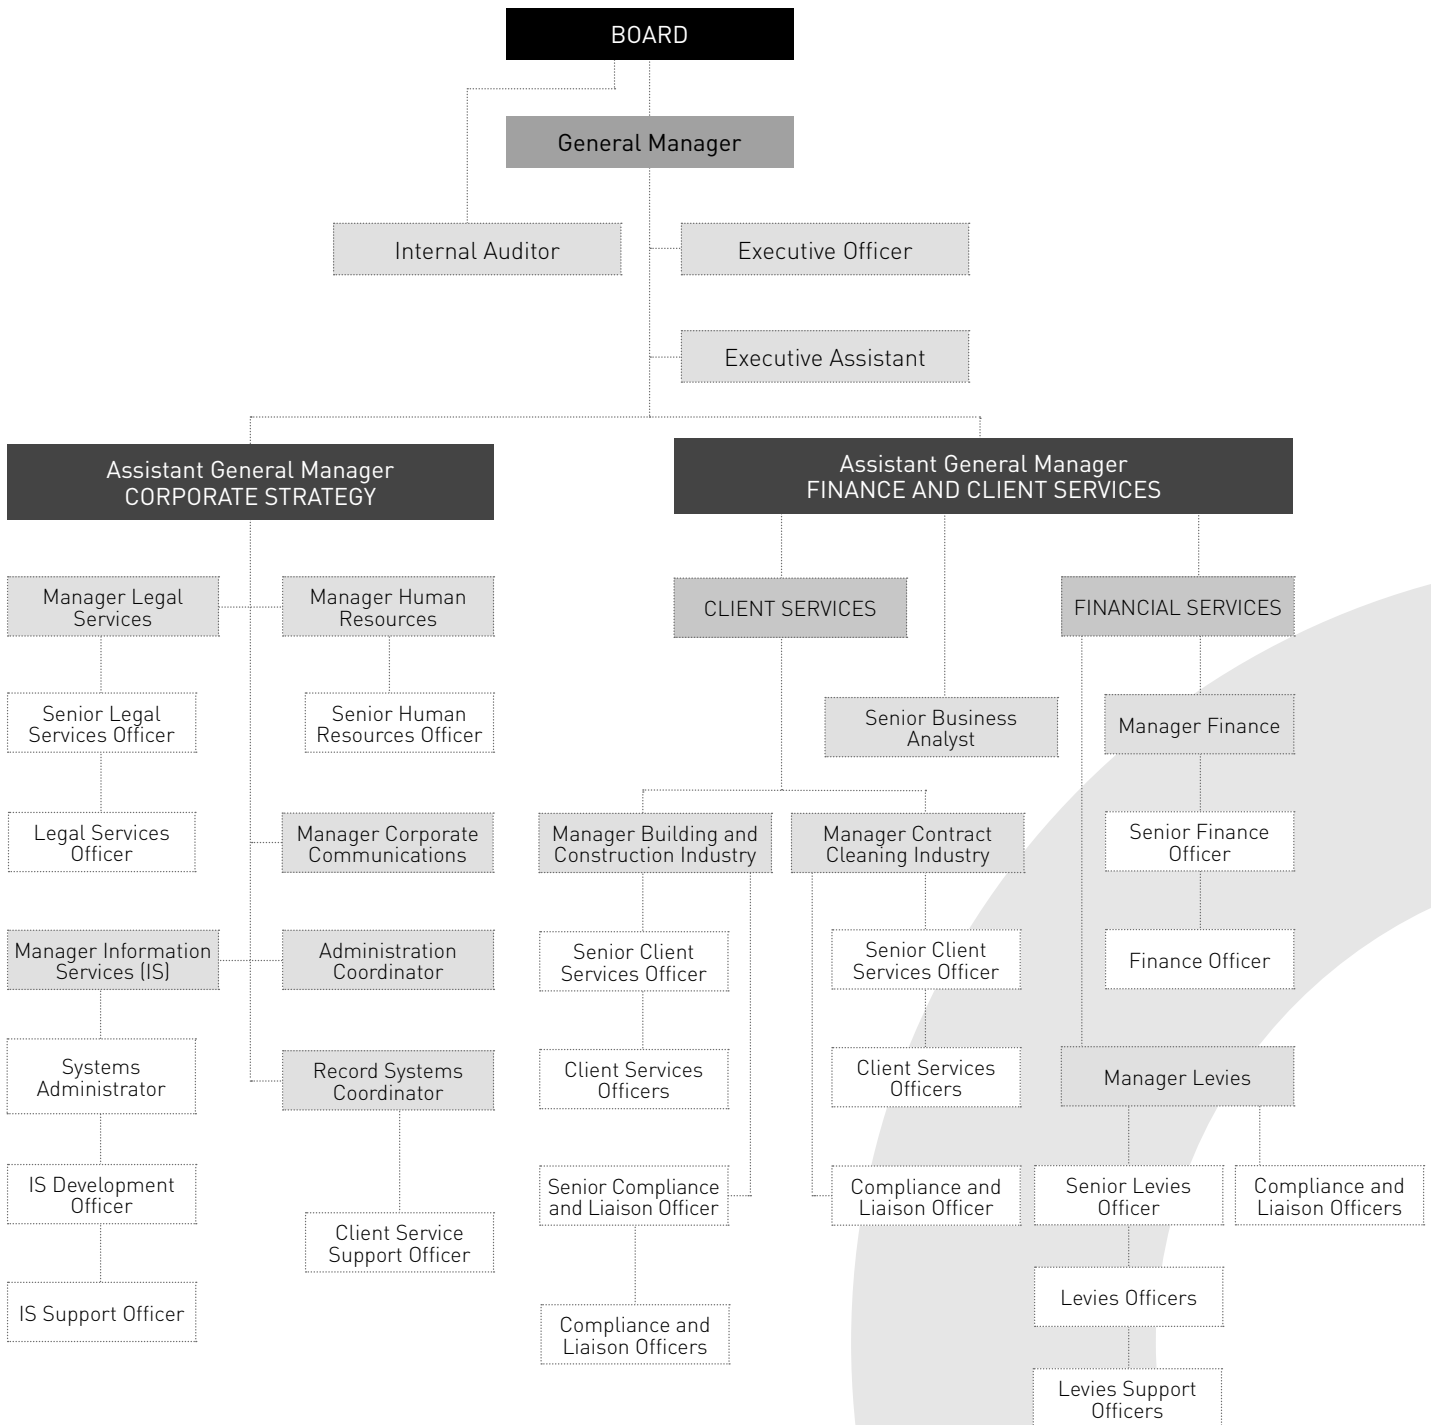 BOARD
General Manager
Internal Auditor
Executive Officer
Executive Assistant
Assistant General Manager
CORPORATE STRATEGY
Assistant General Manager
FINANCE AND CLIENT SERVICES
Manager Legal
Services
Manager Human
Resources
CLIENT SERVICES
FINANCIAL SERVICES
Senior Legal
Services Officer
Senior Human
Resources Officer
Senior Business
Analyst
Manager Finance
Legal Services
Officer
Manager Corporate
Communications
Manager Building and
Construction Industry
Manager Contract
Cleaning Industry
Senior Finance
Officer
Manager Information
Services (IS)
Administration
Coordinator
Senior Client
Services Officer
Senior Client
Services Officer
Finance Officer
Systems
Administrator
Record Systems
Coordinator
Client Services
Officers
Client Services
Officers
Manager Levies
IS Development
Officer
Client Service
Support Officer
Senior Compliance
and Liaison Officer
Compliance and
Liaison Officer
Senior Levies
Officer
Compliance and
Liaison Officers
IS Support Officer
Compliance and
Liaison Officers
Levies Officers
Levies Support
Officers